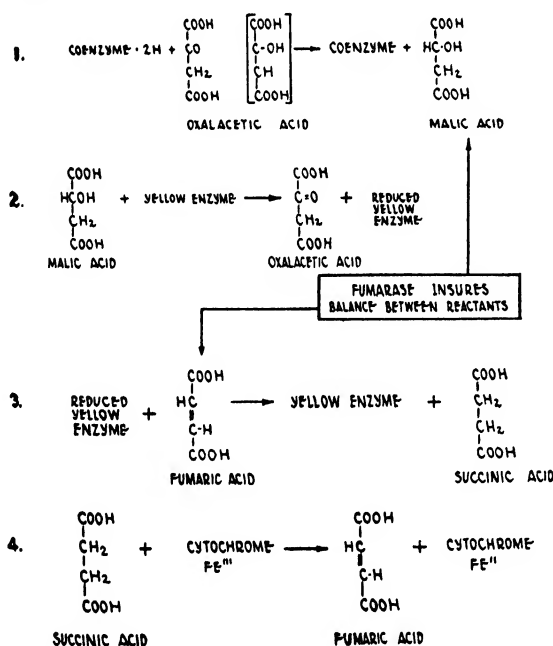 COOH COOH COOH
1. COENZYME · 2H + CO C-OH → COENZYME + HC·OH
CH₂ CH CH₂
COOH COOH COOH
OXALACETIC ACID MALIC ACID
COOH COOH
2. HCOH + YELLOW ENZYME → C=O + REDUCED
YELLOW
ENZYME
CH₂ CH₂
COOH COOH
MALIC ACID OXALACETIC ACID
FUMARASE INSURES
BALANCE BETWEEN REACTANTS
COOH COOH
3. REDUCED
YELLOW
ENZYME
+ HC → YELLOW ENZYME + CH₂
C-H CH₂
COOH COOH
FUMARIC ACID SUCCINIC ACID
COOH COOH
4. CH₂ + CYTOCHROME → HC + CYTOCHROME
FE''' FE''
CH₂ C-H
COOH COOH
SUCCINIC ACID FUMARIC ACID